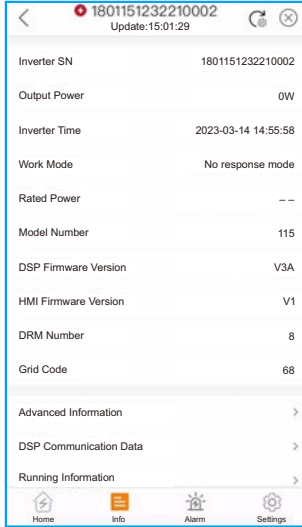 1801151232210002
Update:15:01:29
Inverter SN 1801151232210002
Output Power 0W
Inverter Time 2023-03-14 14:55:58
Work Mode No response mode
Rated Power – –
Model Number 115
DSP Firmware Version V3A
HMI Firmware Version V1
DRM Number 8
Grid Code 68
Advanced Information
DSP Communication Data
Running Information
Home Info Alarm Settings